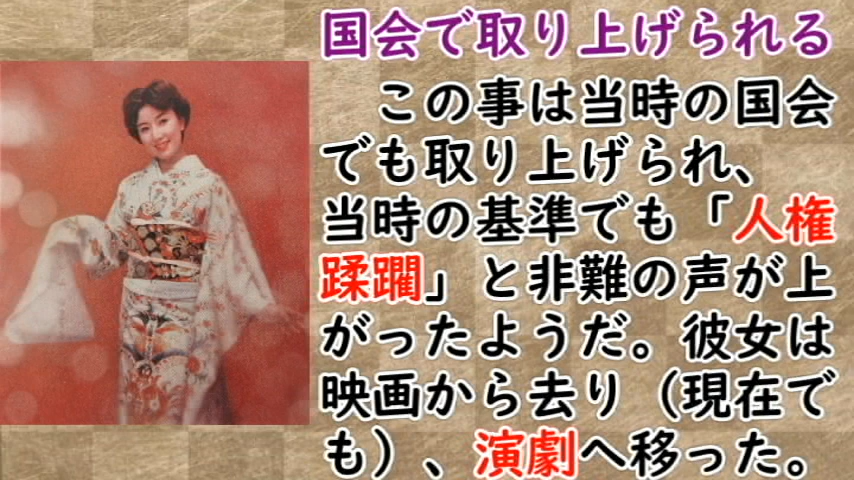 国会で取り上げられる
この事は当時の国会
でも取り上げられ、
当時の基準でも「人権
蹂躙」と非難の声が上
がったようだ。彼女は
映画から去り（現在で
も）、演劇へ移った。